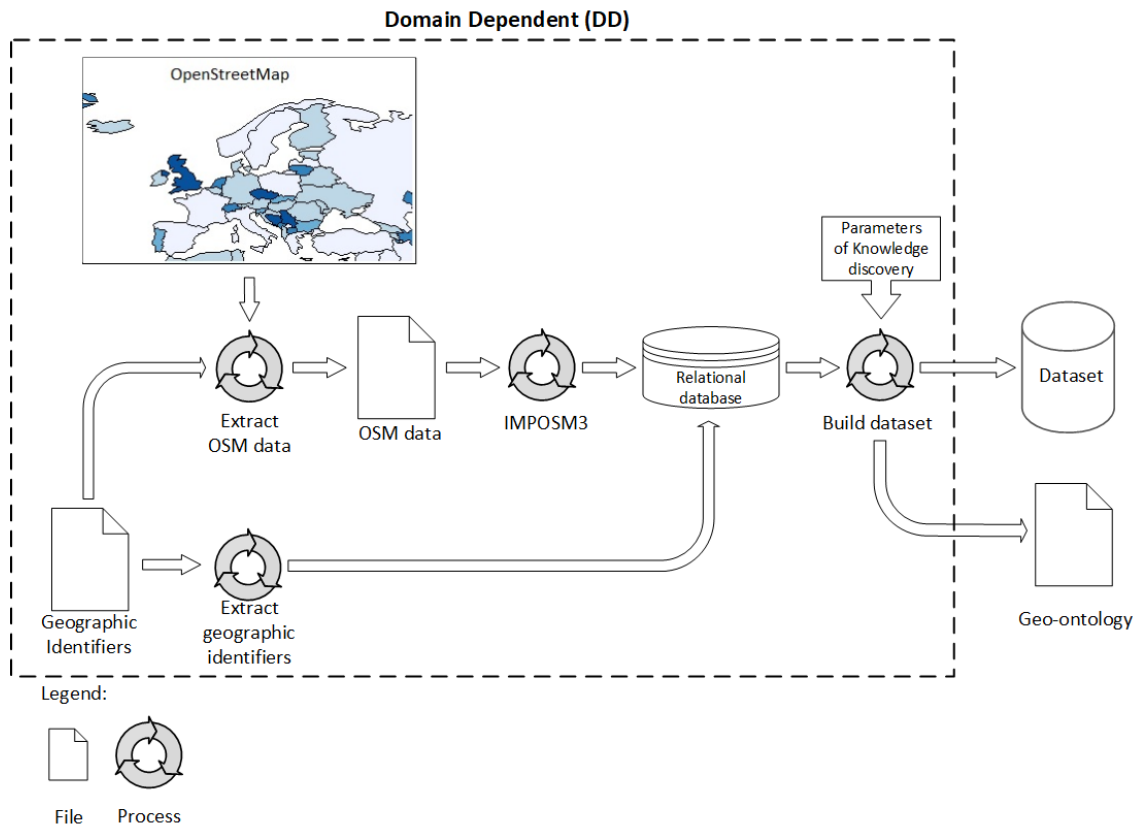 Domain Dependent (DD)
OpenStreetMap
Parameters
of Knowledge
discovery
Extract
OSM data
OSM data
IMPOSM3
Relational
database
Build dataset
Dataset
Geographic
Identifiers
Extract
geographic
identifiers
Geo-ontology
Legend:
File
Process